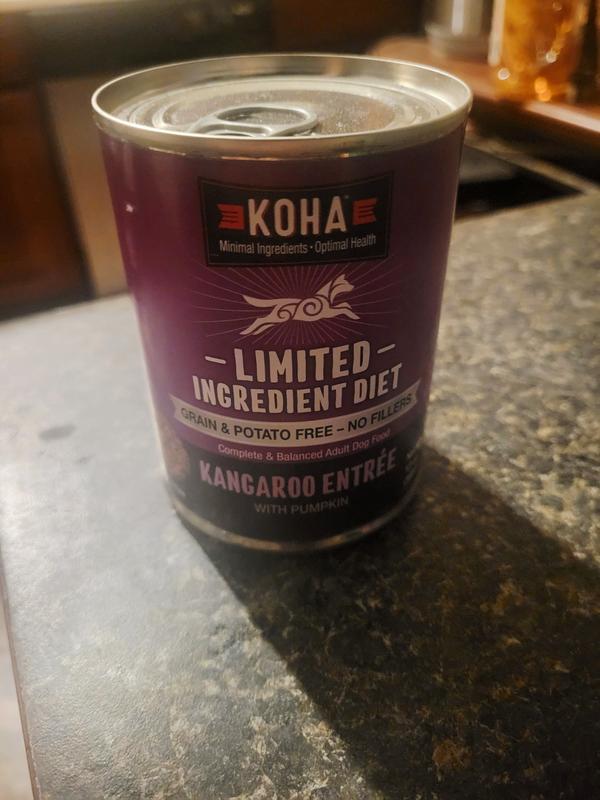 KOHA
Minimal Ingredients • Optimal Health
– LIMITED –
INGREDIENT DIET
GRAIN & POTATO FREE – NO FILLERS
Complete & Balanced Adult Dog Food
KANGAROO ENTRÉE
WITH PUMPKIN